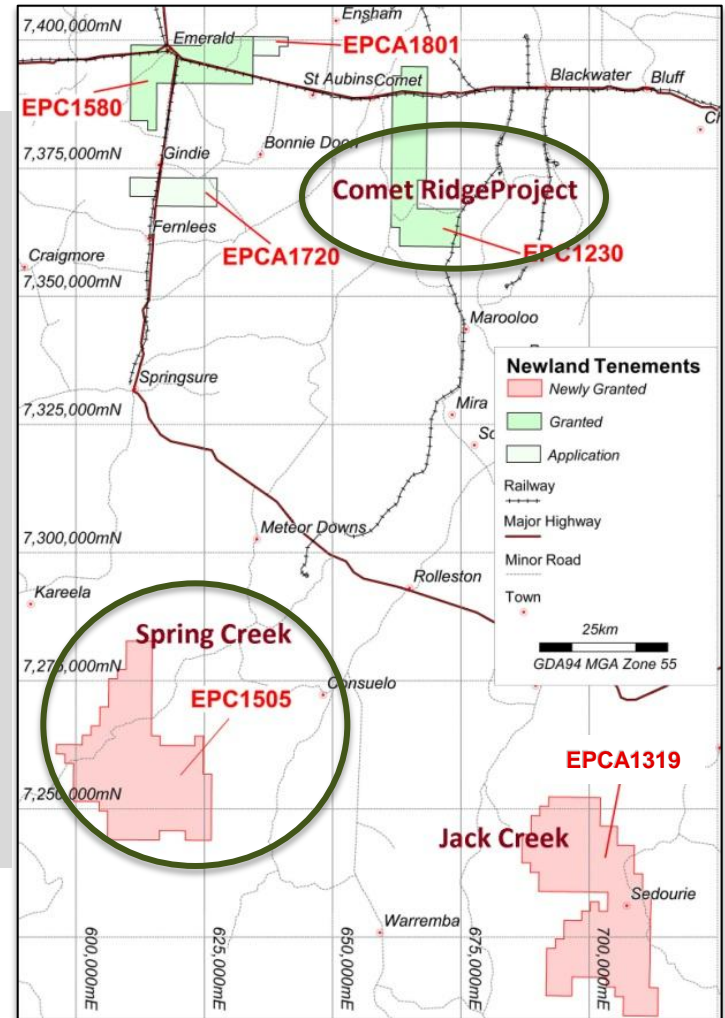 7,400,000mN
Emerald
Ensham
EPCA1801
St Aubins
Comet
Blackwater
Bluff
EPC1580
7,375,000mN
Gindie
Bonnie Doon
Comet RidgeProject
EPCA1720
EPC1230
Fernlees
Craigmore
7,350,000mN
Marooloo
Springsure
7,325,000mN
Mira
Newland Tenements
Newly Granted
Granted
Application
Railway
Major Highway
Minor Road
Town
25km
GDA94 MGA Zone 55
7,300,000mN
Meteor Downs
Rolleston
Kareela
Spring Creek
7,275,000mN
Consuelo
EPC1505
EPCA1319
7,250,000mN
Jack Creek
Sedourie
Warremba
600,000mE
625,000mE
650,000mE
675,000mE
700,000mE